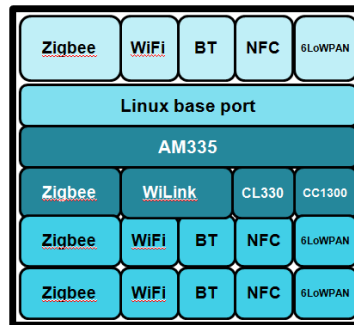 Zigbee WiFi BT NFC 6LoWPAN
Linux base port
AM335
Zigbee WiLink CL330 CC1300
Zigbee WiFi BT NFC 6LoWPAN
Zigbee WiFi BT NFC 6LoWPAN